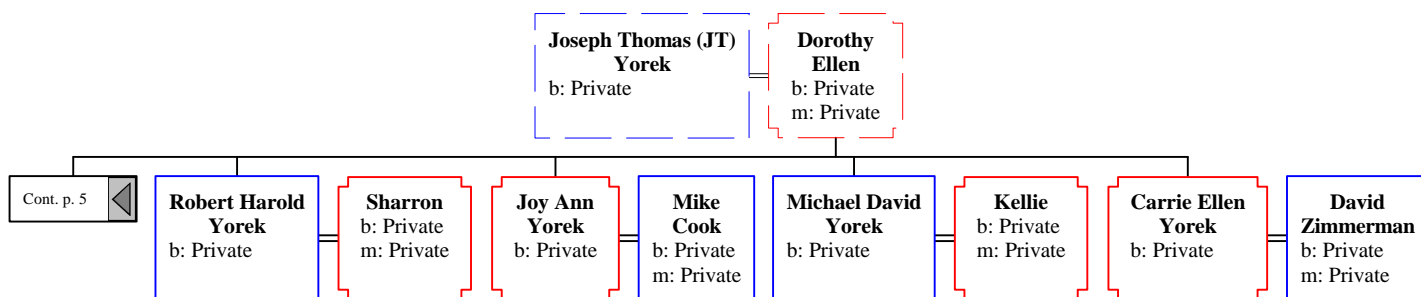 Joseph Thomas (JT)
Yorek
b: Private
Dorothy
Ellen
b: Private
m: Private
Cont. p. 5
Robert Harold
Yorek
b: Private
Sharron
b: Private
m: Private
Joy Ann
Yorek
b: Private
Mike
Cook
b: Private
m: Private
Michael David
Yorek
b: Private
Kellie
b: Private
m: Private
Carrie Ellen
Yorek
b: Private
David
Zimmerman
b: Private
m: Private